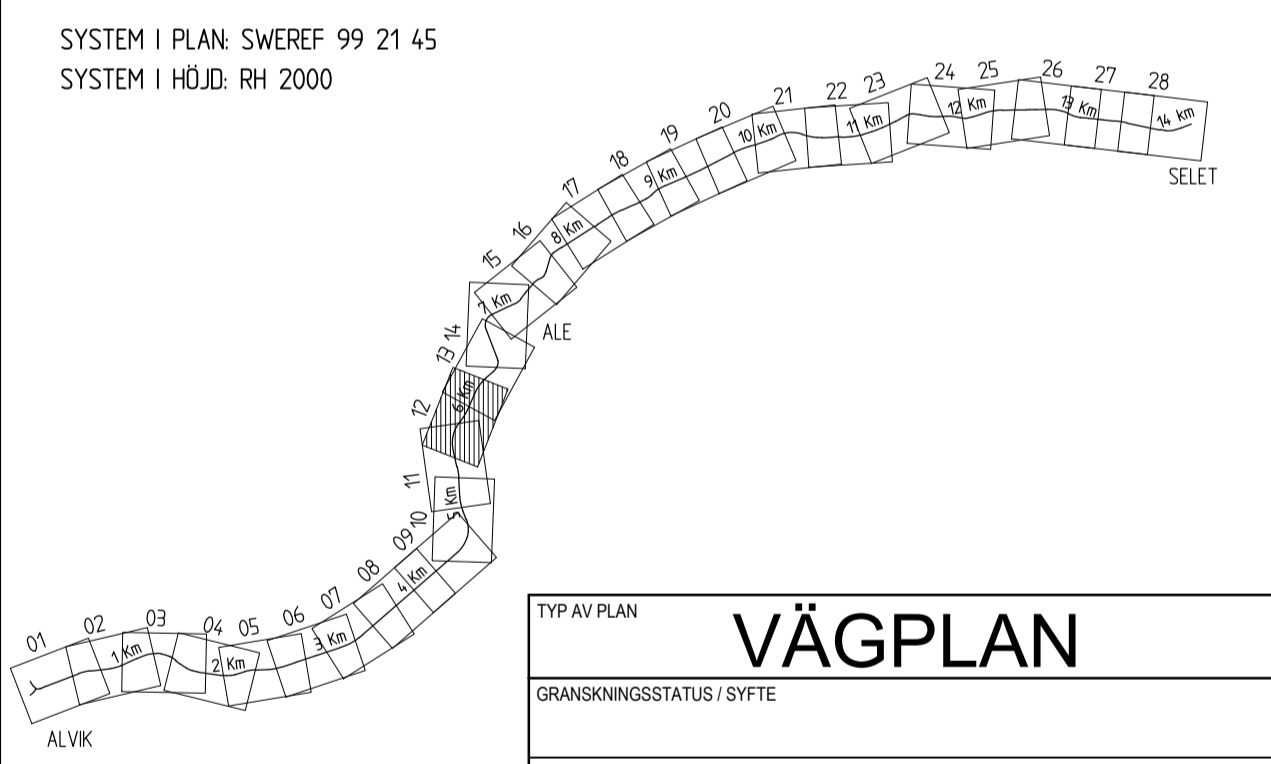 SYSTEM I PLAN: SWEREF 99 21 45
SYSTEM I HÖJD: RH 2000
01
02
03
04
05
06
07
08
09
10
11
12
13
14
15
16
17
18
19
20
21
22
23
24
25
26
27
28
1 Km
2 Km
3 Km
4 Km
5 Km
6 Km
7 Km
8 Km
9 Km
10 Km
11 Km
12 Km
13 Km
14 Km
ALVIK
ALE
SELET
TYP AV PLAN
VÄGPLAN
GRANSKNINGSSTATUS / SYFTE